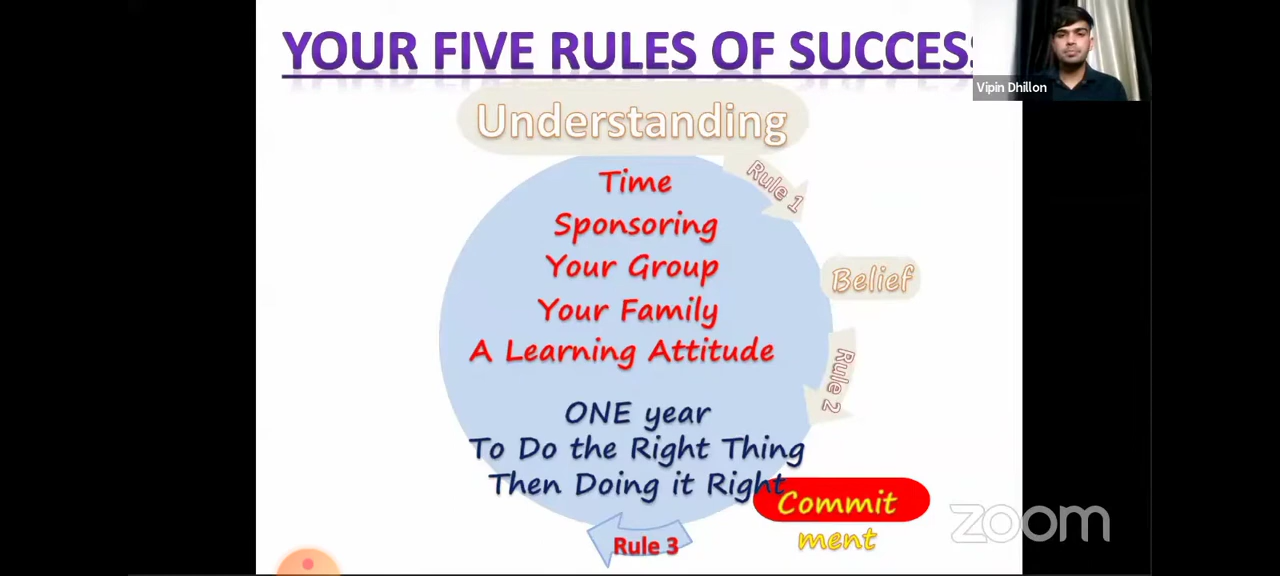 YOUR FIVE RULES OF SUCCES
Vipin Dhillon
Understanding
Rule 1
Time
Sponsoring
Your Group
Your Family
A Learning Attitude
Belief
Rule 2
ONE year
To Do the Right Thing
Then Doing it Right
Commit
ment
Rule 3
zoom